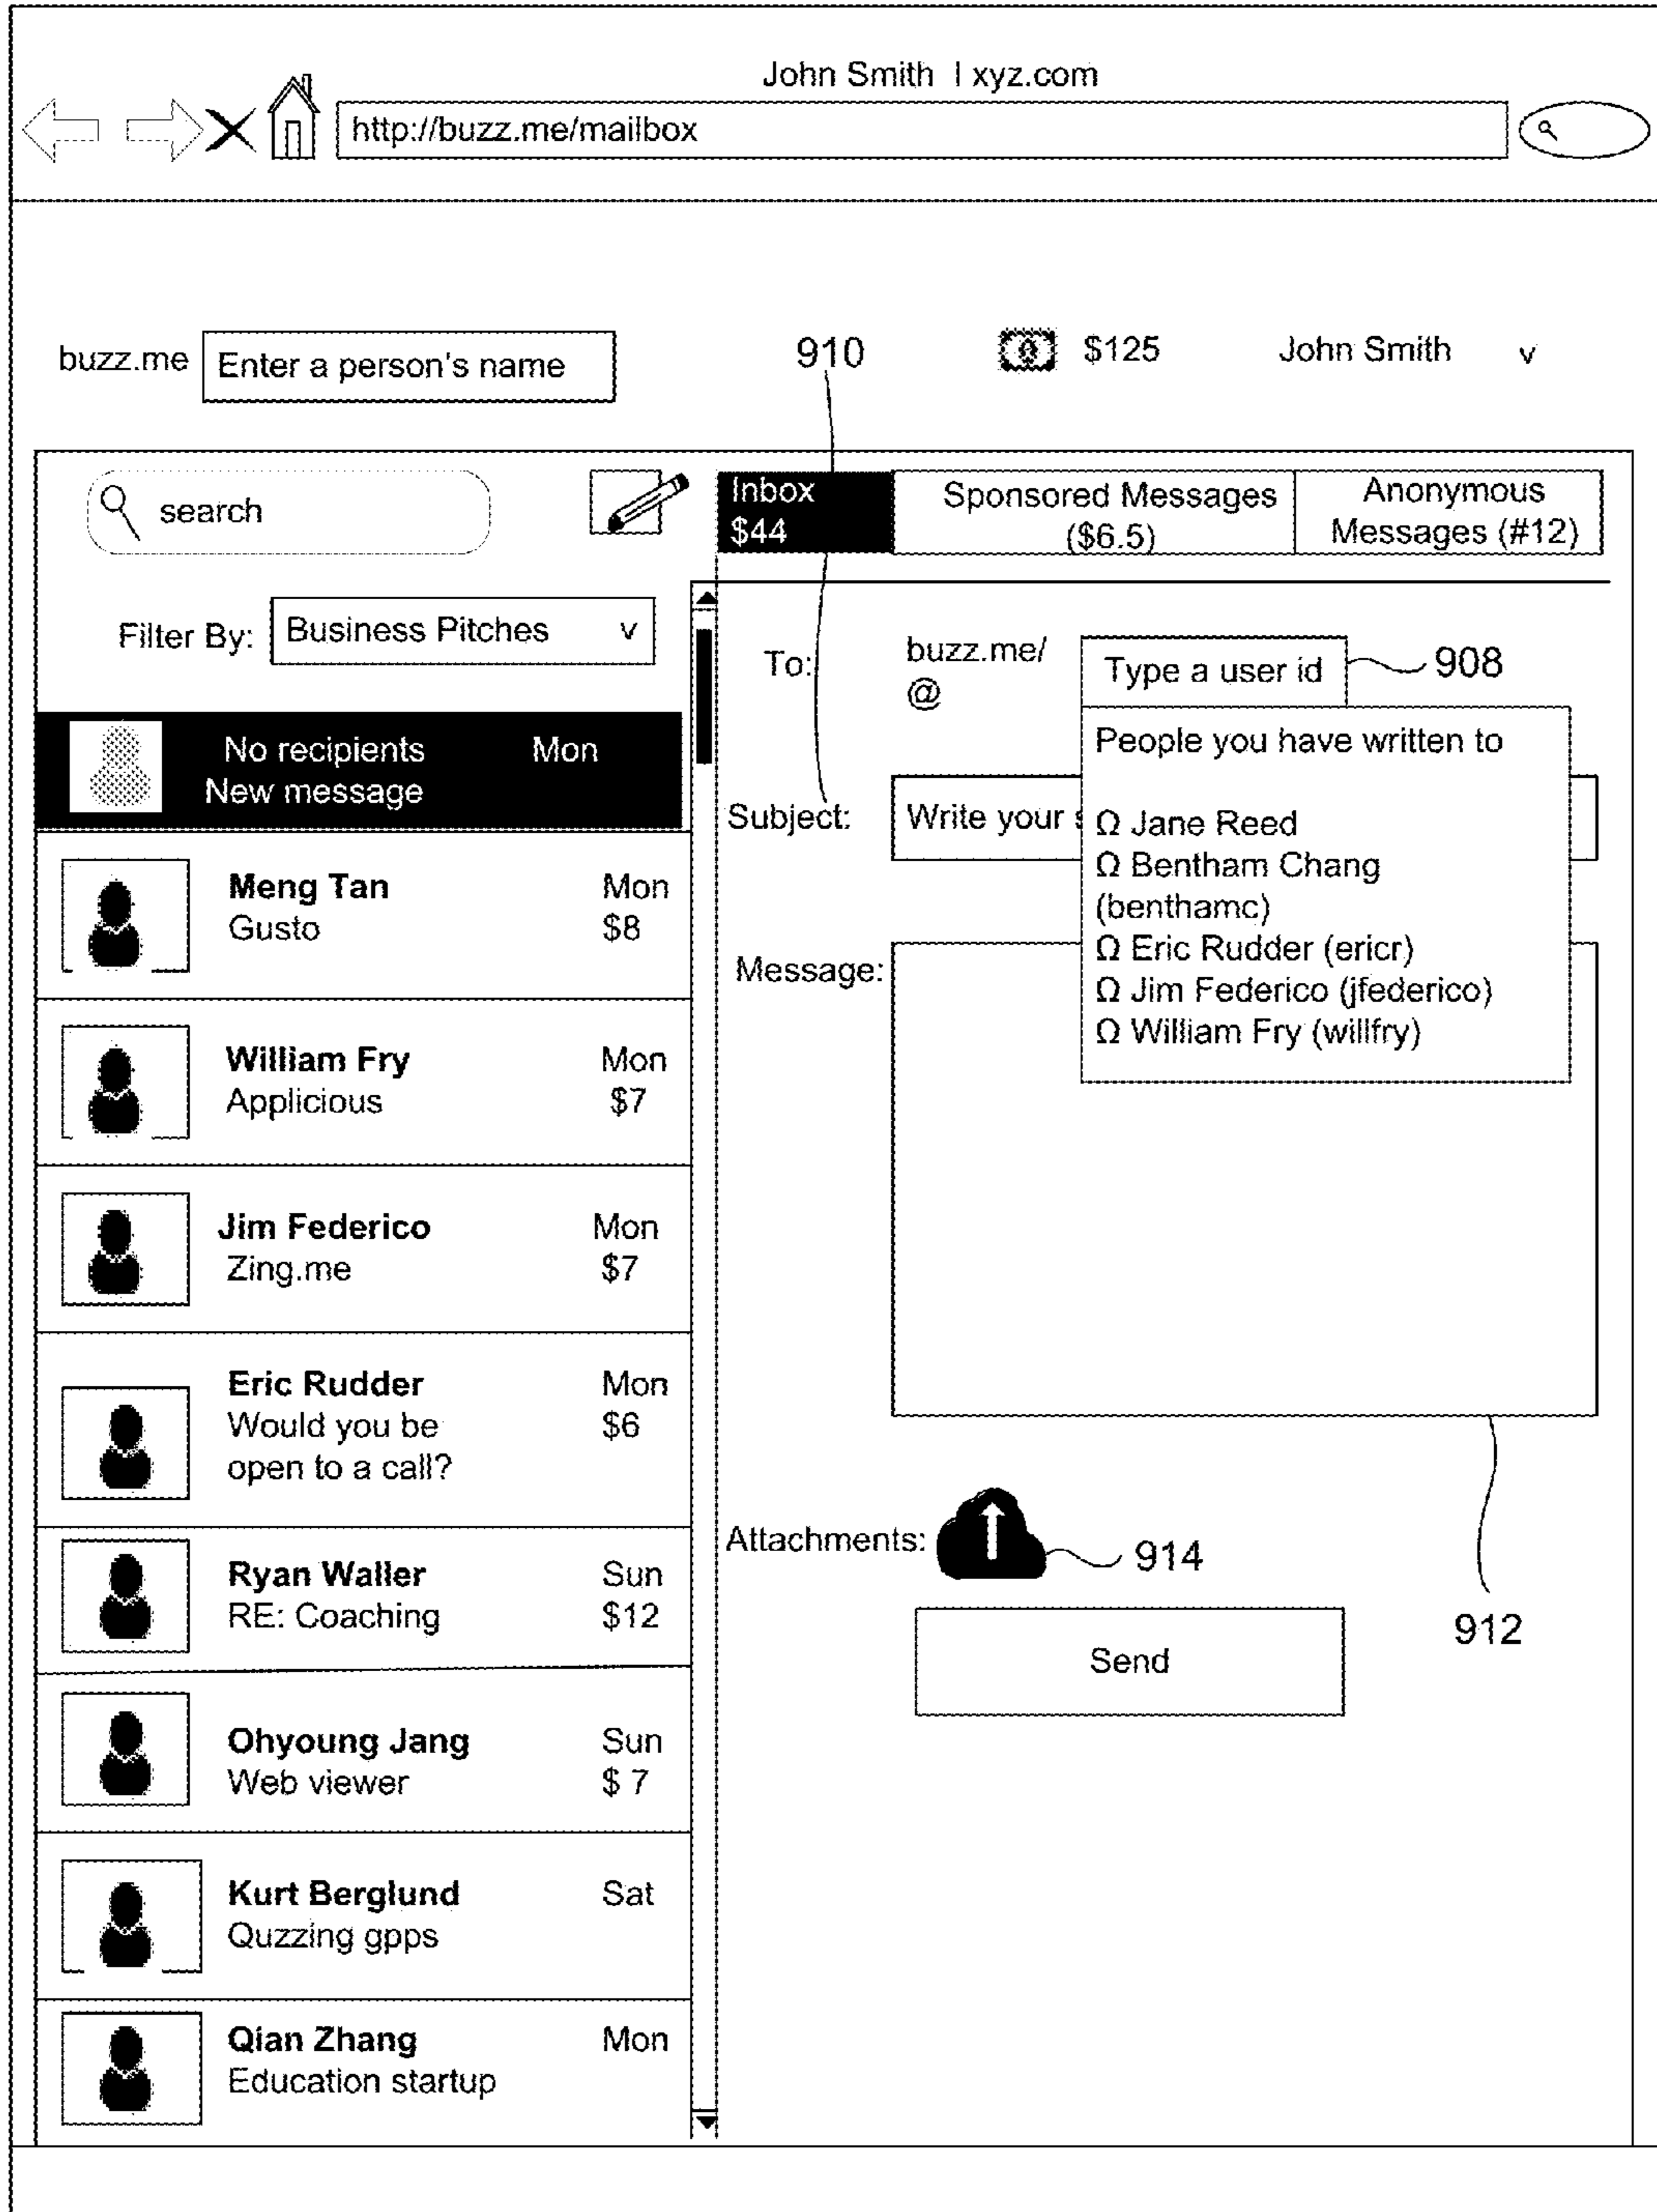 John Smith | xyz.com
http://buzz.me/mailbox
buzz.me Enter a person's name 910 $125 John Smith v
search
Inbox
$44
Sponsored Messages
($6.5)
Anonymous
Messages (#12)
Filter By: Business Pitches v
No recipients Mon
New message
Meng Tan Mon
Gusto $8
William Fry Mon
Applicious $7
Jim Federico Mon
Zing.me $7
Eric Rudder Mon
Would you be $6
open to a call?
Ryan Waller Sun
RE: Coaching $12
Ohyoung Jang Sun
Web viewer $ 7
Kurt Berglund Sat
Quzzing gpps
Qian Zhang Mon
Education startup
To: buzz.me/
@
Type a user id 908
People you have written to
Ω Jane Reed
Ω Bentham Chang
(benthamc)
Ω Eric Rudder (ericr)
Ω Jim Federico (jfederico)
Ω William Fry (willfry)
Subject: Write your
Message:
Attachments: 914
912
Send